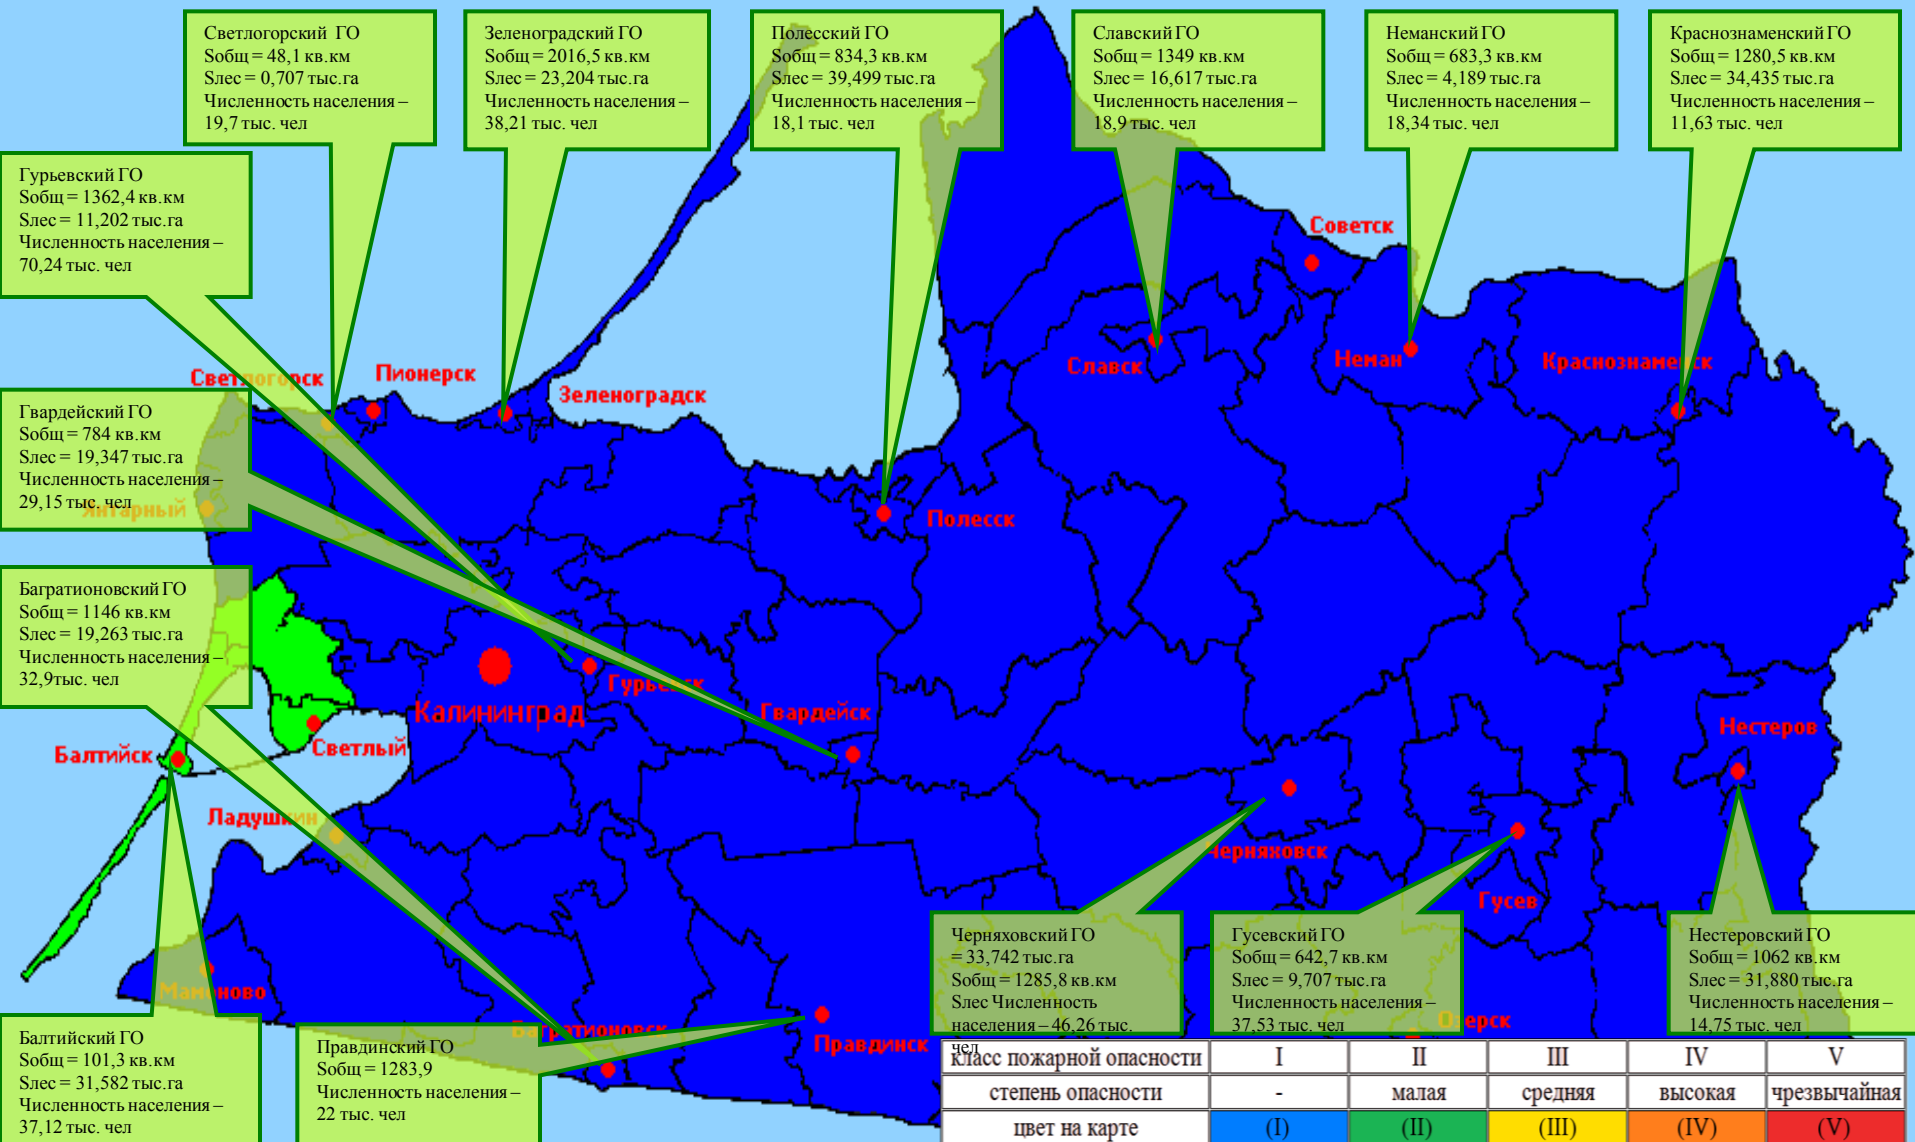 Светлогорский ГО
Sобщ = 48,1 кв.км
Sлес = 0,707 тыс.га
Численность населения –
19,7 тыс. чел
Зеленоградский ГО
Sобщ = 2016,5 кв.км
Sлес = 23,204 тыс.га
Численность населения –
38,21 тыс. чел
Полесский ГО
Sобщ = 834,3 кв.км
Sлес = 39,499 тыс.га
Численность населения –
18,1 тыс. чел
Славский ГО
Sобщ = 1349 кв.км
Sлес = 16,617 тыс.га
Численность населения –
18,9 тыс. чел
Неманский ГО
Sобщ = 683,3 кв.км
Sлес = 4,189 тыс.га
Численность населения –
18,34 тыс. чел
Краснознаменский ГО
Sобщ = 1280,5 кв.км
Sлес = 34,435 тыс.га
Численность населения –
11,63 тыс. чел
Гурьевский ГО
Sобщ = 1362,4 кв.км
Sлес = 11,202 тыс.га
Численность населения –
70,24 тыс. чел
Советск
Светлогорск
Пионерск
Зеленоградск
Славск
Неман
Краснознаменск
Гвардейский ГО
Sобщ = 784 кв.км
Sлес = 19,347 тыс.га
Численность населения –
29,15 тыс. чел
Янтарный
Полесск
Багратионовский ГО
Sобщ = 1146 кв.км
Sлес = 19,263 тыс.га
Численность населения –
32,9тыс. чел
Гурьевск
Калининград
Гвардейск
Нестеров
Балтийск
Светлый
Ладушкин
Черняховск
Гусев
Мамоново
Багратионовск
Правдинск
Озерск
Черняховский ГО
= 33,742 тыс.га
Sобщ = 1285,8 кв.км
Sлес Численность
населения – 46,26 тыс.
чел
Гусевский ГО
Sобщ = 642,7 кв.км
Sлес = 9,707 тыс.га
Численность населения –
37,53 тыс. чел
Нестеровский ГО
Sобщ = 1062 кв.км
Sлес = 31,880 тыс.га
Численность населения –
14,75 тыс. чел
Балтийский ГО
Sобщ = 101,3 кв.км
Sлес = 31,582 тыс.га
Численность населения –
37,12 тыс. чел
Правдинский ГО
Sобщ = 1283,9
Численность населения –
22 тыс. чел
класс пожарной опасности I II III IV V
степень опасности - малая средняя высокая чрезвычайная
цвет на карте (I) (II) (III) (IV) (V)